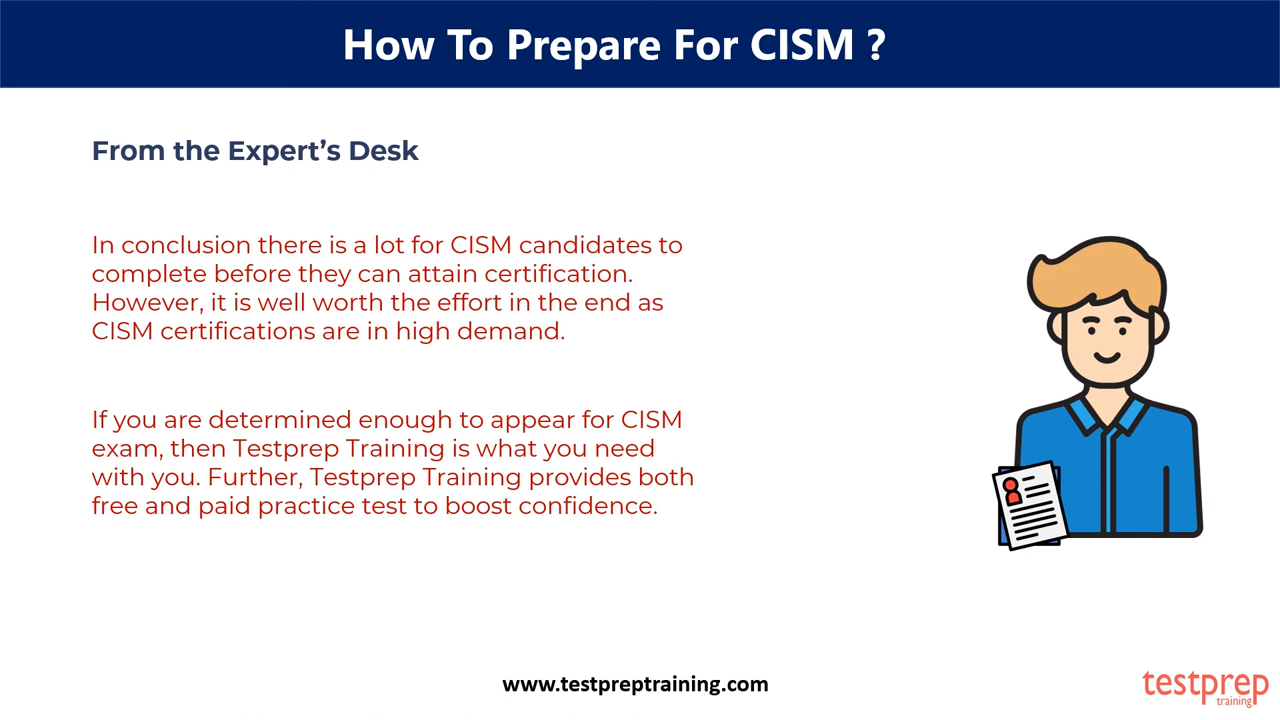 How To Prepare For CISM ?
From the Expert’s Desk
In conclusion there is a lot for CISM candidates to
complete before they can attain certification.
However, it is well worth the effort in the end as
CISM certifications are in high demand.
If you are determined enough to appear for CISM
exam, then Testprep Training is what you need
with you. Further, Testprep Training provides both
free and paid practice test to boost confidence.
www.testpreptraining.com
testprep
training